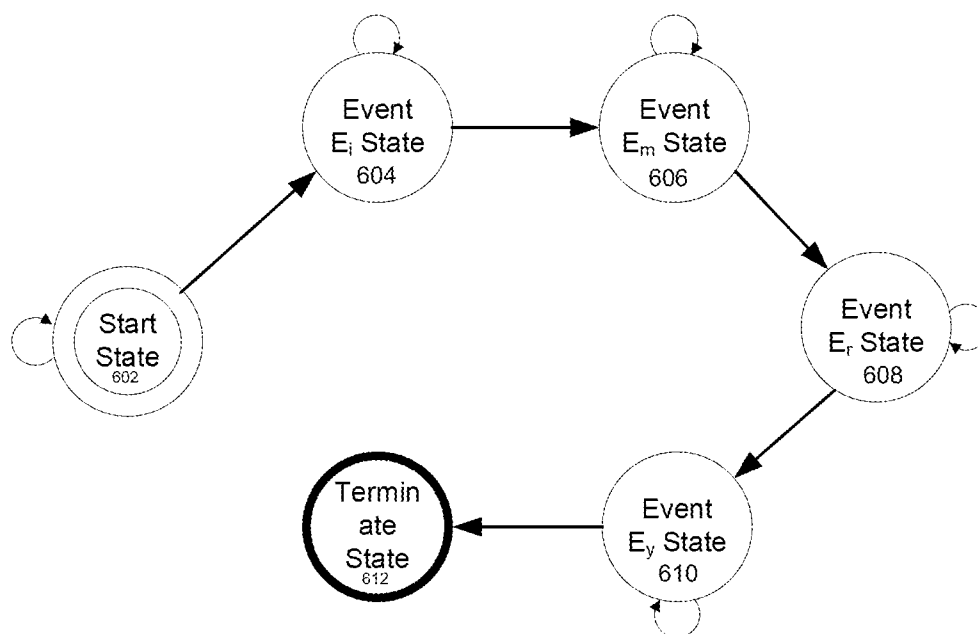 Start
State
602
Event
Eᵢ State
604
Event
Eₘ State
606
Event
Eᵣ State
608
Event
E_y State
610
Termin
ate
State
612